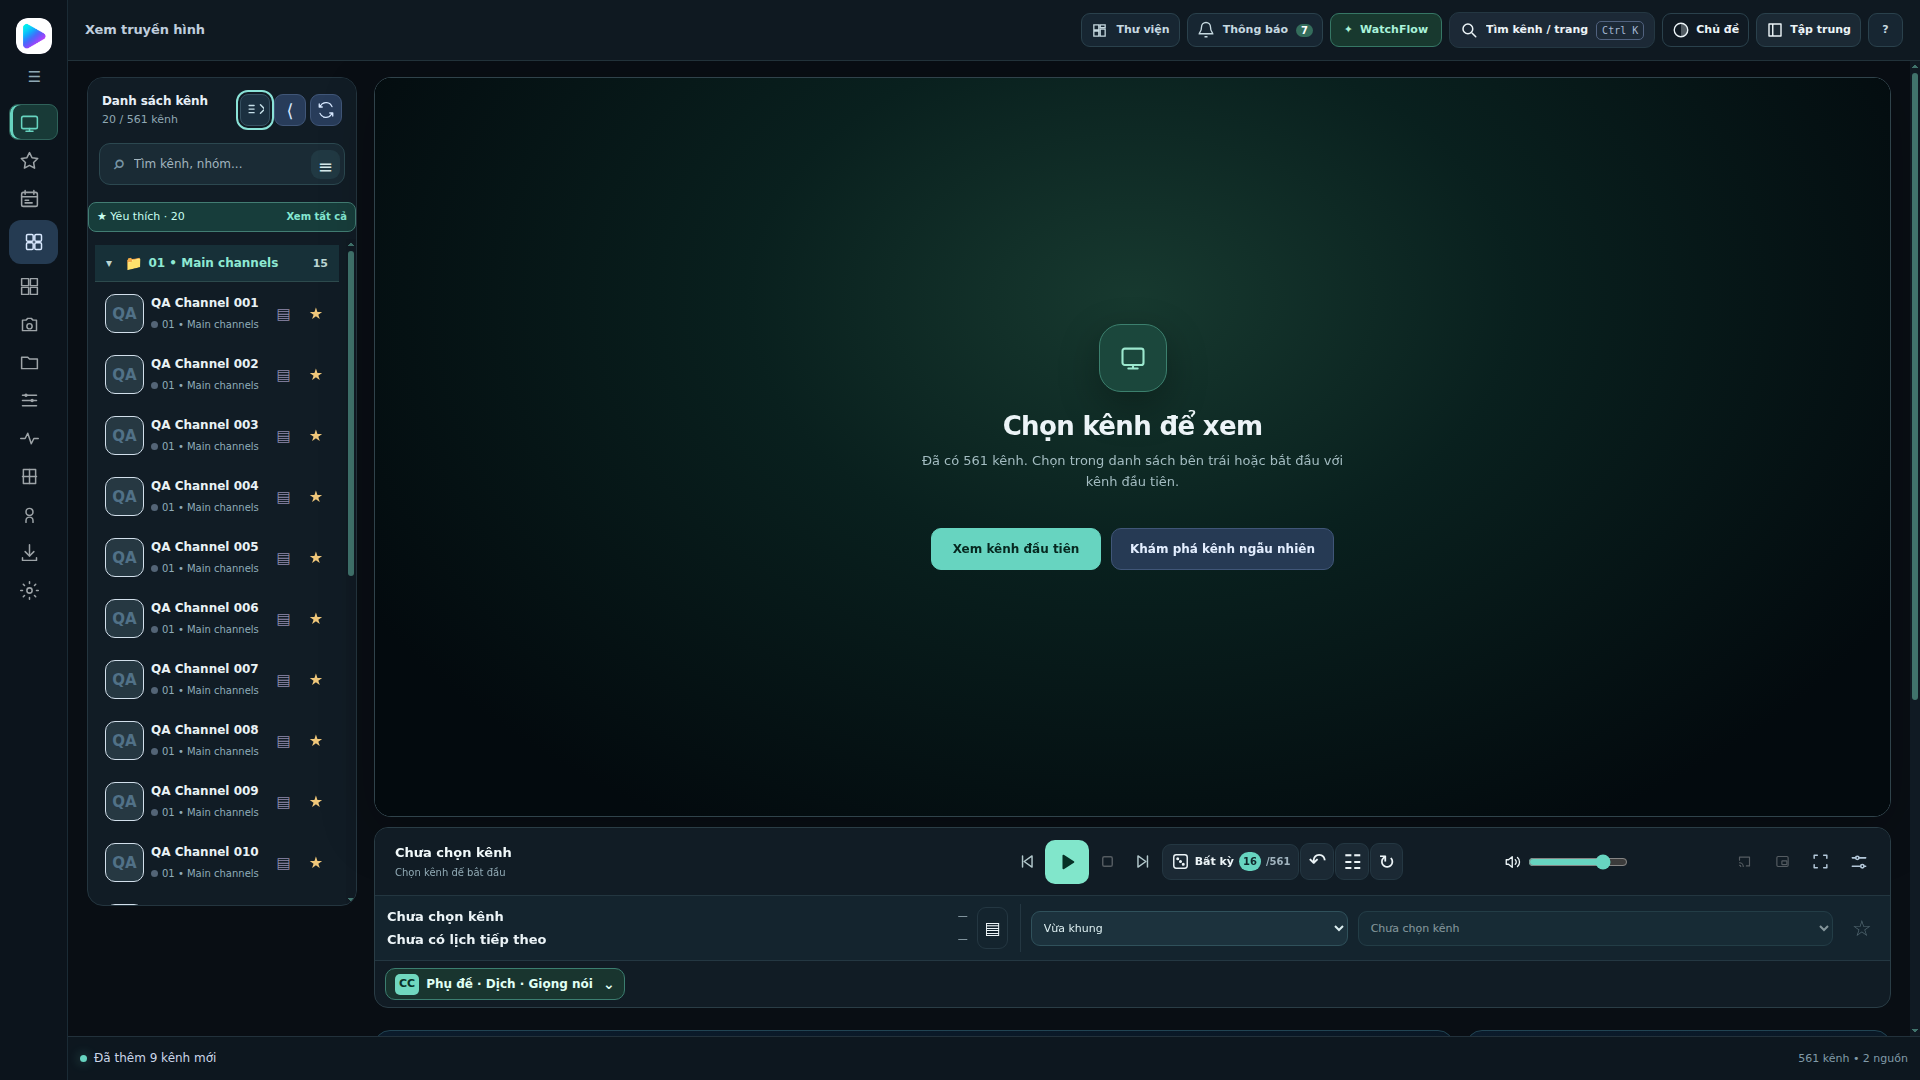 Xem truyền hình
Thư viện
Thông báo 7
WatchFlow
Tìm kênh / trang Ctrl K
Chủ đề
Tập trung
?
Danh sách kênh
20 / 561 kênh
Tìm kênh, nhóm...
★ Yêu thích · 20 Xem tất cả
01 • Main channels 15
QA QA Channel 001
01 • Main channels
QA QA Channel 002
01 • Main channels
QA QA Channel 003
01 • Main channels
QA QA Channel 004
01 • Main channels
QA QA Channel 005
01 • Main channels
QA QA Channel 006
01 • Main channels
QA QA Channel 007
01 • Main channels
QA QA Channel 008
01 • Main channels
QA QA Channel 009
01 • Main channels
QA QA Channel 010
01 • Main channels
Chọn kênh để xem
Đã có 561 kênh. Chọn trong danh sách bên trái hoặc bắt đầu với
kênh đầu tiên.
Xem kênh đầu tiên
Khám phá kênh ngẫu nhiên
Chưa chọn kênh
Chọn kênh để bắt đầu
Bất kỳ 16 /561
Chưa chọn kênh —
Chưa có lịch tiếp theo —
Vừa khung
Chưa chọn kênh
CC Phụ đề · Dịch · Giọng nói
Đã thêm 9 kênh mới
561 kênh • 2 nguồn